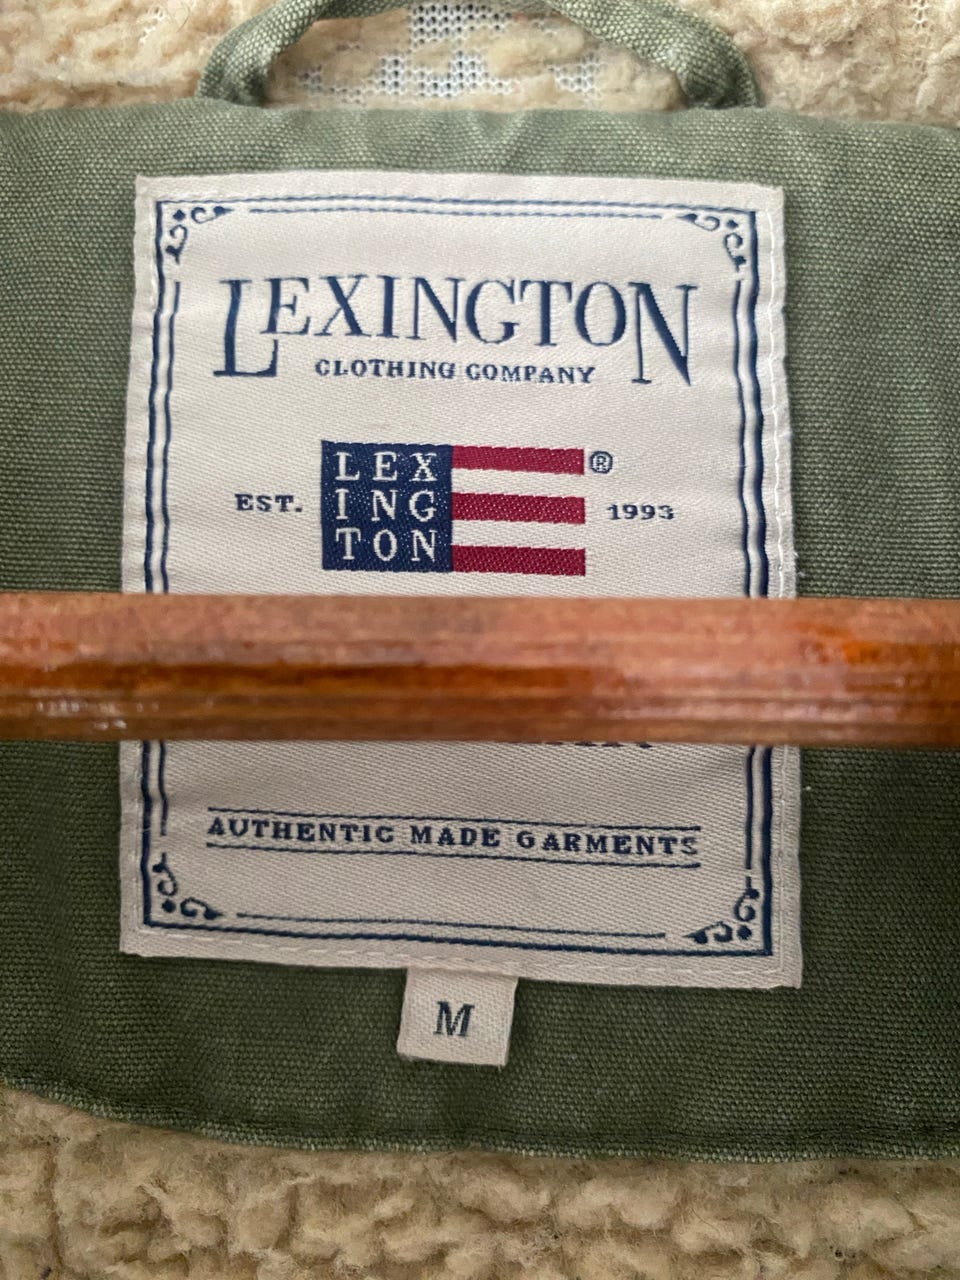 LEXINGTON
CLOTHING COMPANY
LEX
ING
TON
®
EST.
1993
AUTHENTIC MADE GARMENTS
M